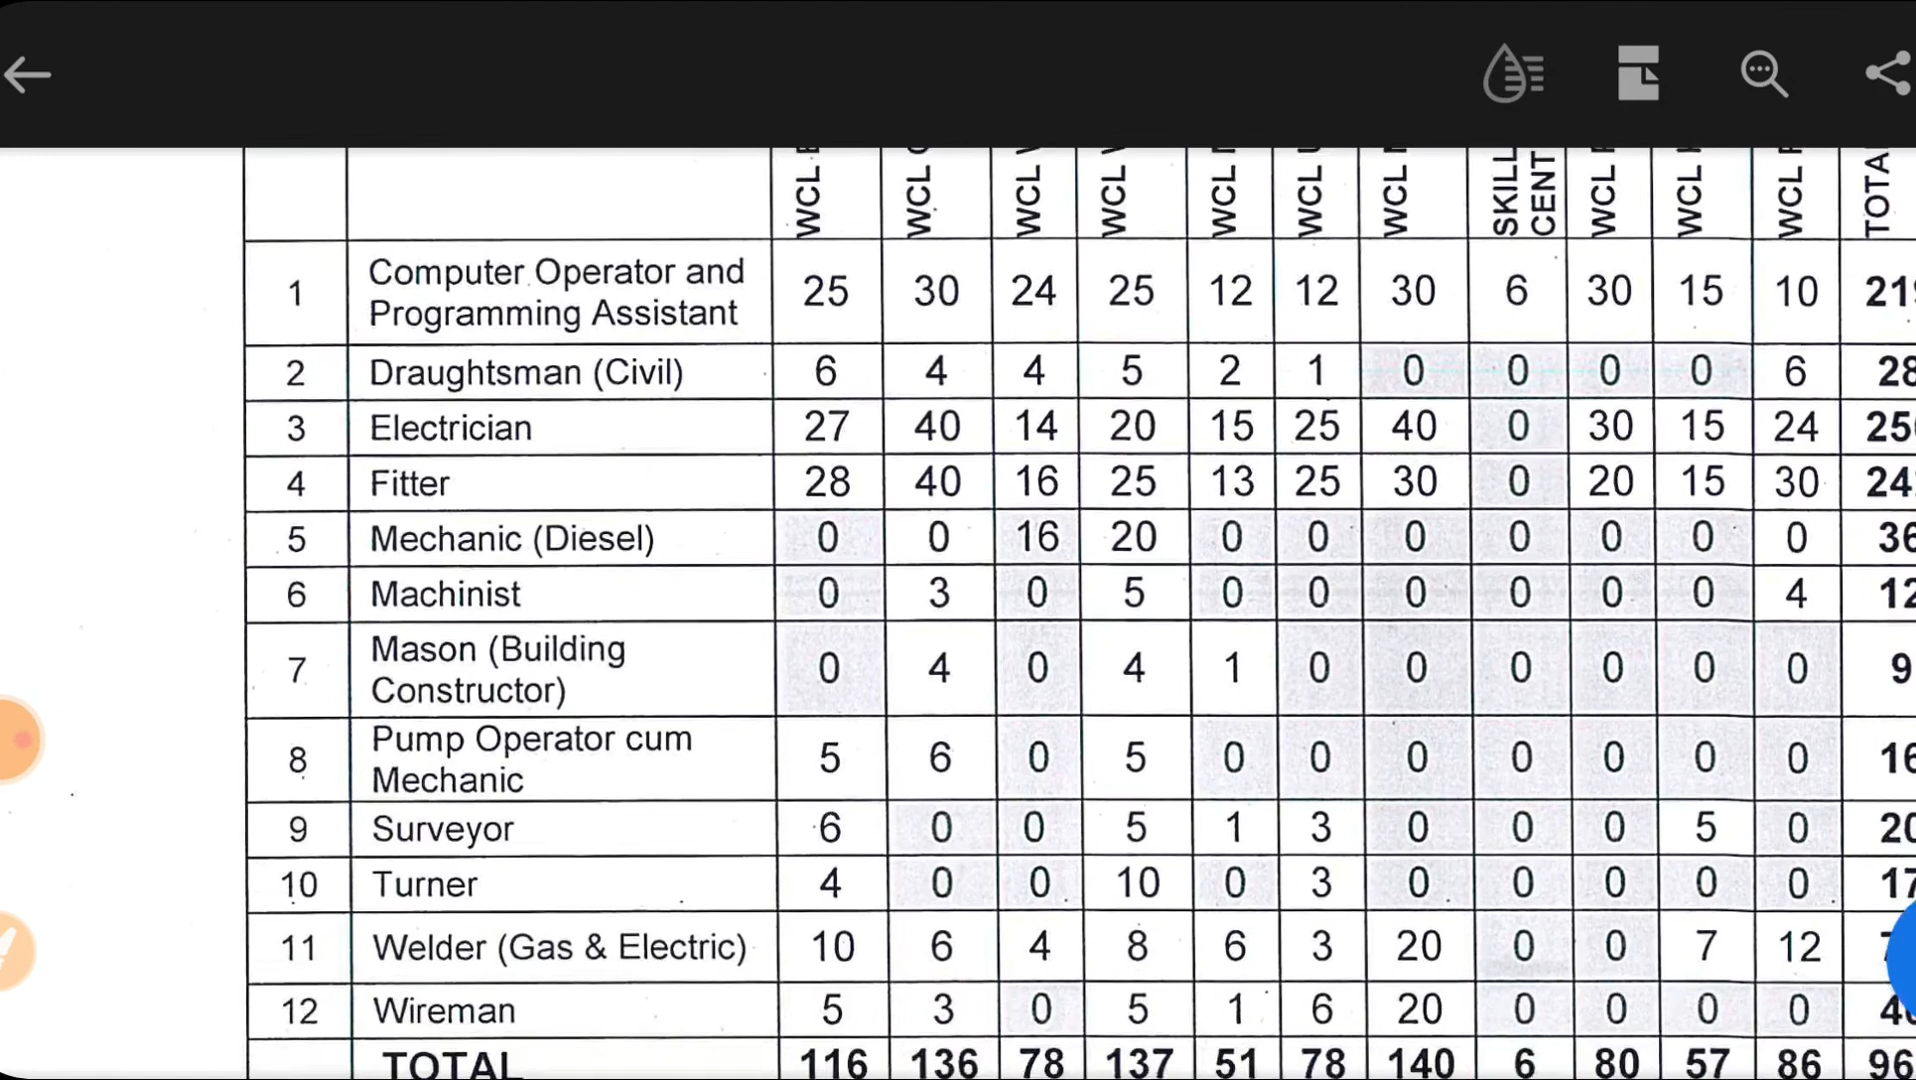 WCL WCL WCL WCL WCL WCL WCL SKILL CENT WCL WCL WCL TOTA
1 Computer Operator and Programming Assistant 25 30 24 25 12 12 30 6 30 15 10 21
2 Draughtsman (Civil) 6 4 4 5 2 1 0 0 0 0 6 28
3 Electrician 27 40 14 20 15 25 40 0 30 15 24 25
4 Fitter 28 40 16 25 13 25 30 0 20 15 30 24
5 Mechanic (Diesel) 0 0 16 20 0 0 0 0 0 0 0 36
6 Machinist 0 3 0 5 0 0 0 0 0 0 4 12
7 Mason (Building Constructor) 0 4 0 4 1 0 0 0 0 0 0 9
8 Pump Operator cum Mechanic 5 6 0 5 0 0 0 0 0 0 0 16
9 Surveyor 6 0 0 5 1 3 0 0 0 5 0 20
10 Turner 4 0 0 10 0 3 0 0 0 0 0 17
11 Welder (Gas & Electric) 10 6 4 8 6 3 20 0 0 7 12
12 Wireman 5 3 0 5 1 6 20 0 0 0 0 4
TOTAL 116 136 78 137 51 78 140 6 80 57 86 96